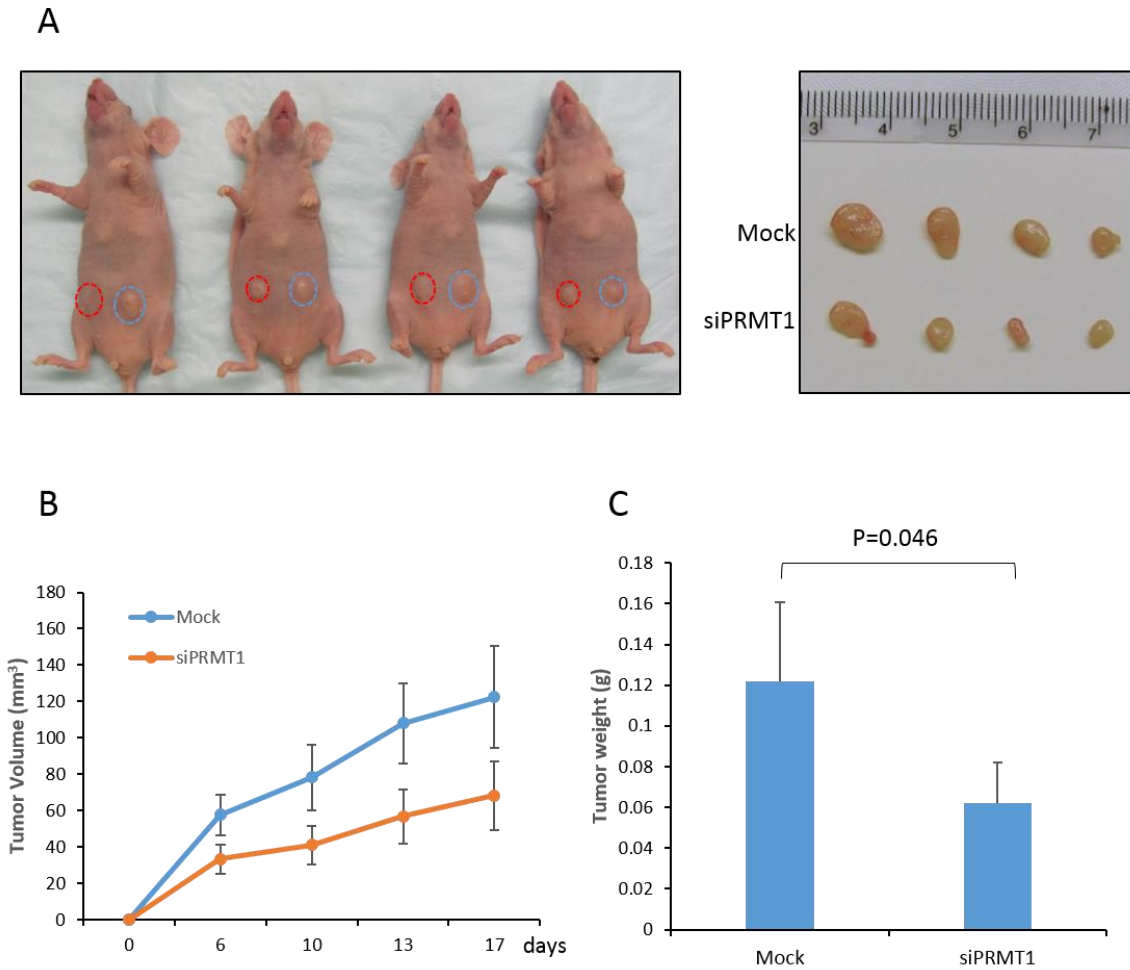 A
3 4 5 6 7
Mock
siPRMT1
B
180
160
140
120
100
80
60
40
20
0
Tumor Volume (mm³)
Mock
siPRMT1
0 6 10 13 17 days
C
P=0.046
0.18
0.16
0.14
0.12
0.1
0.08
0.06
0.04
0.02
0
Tumor weight (g)
Mock siPRMT1